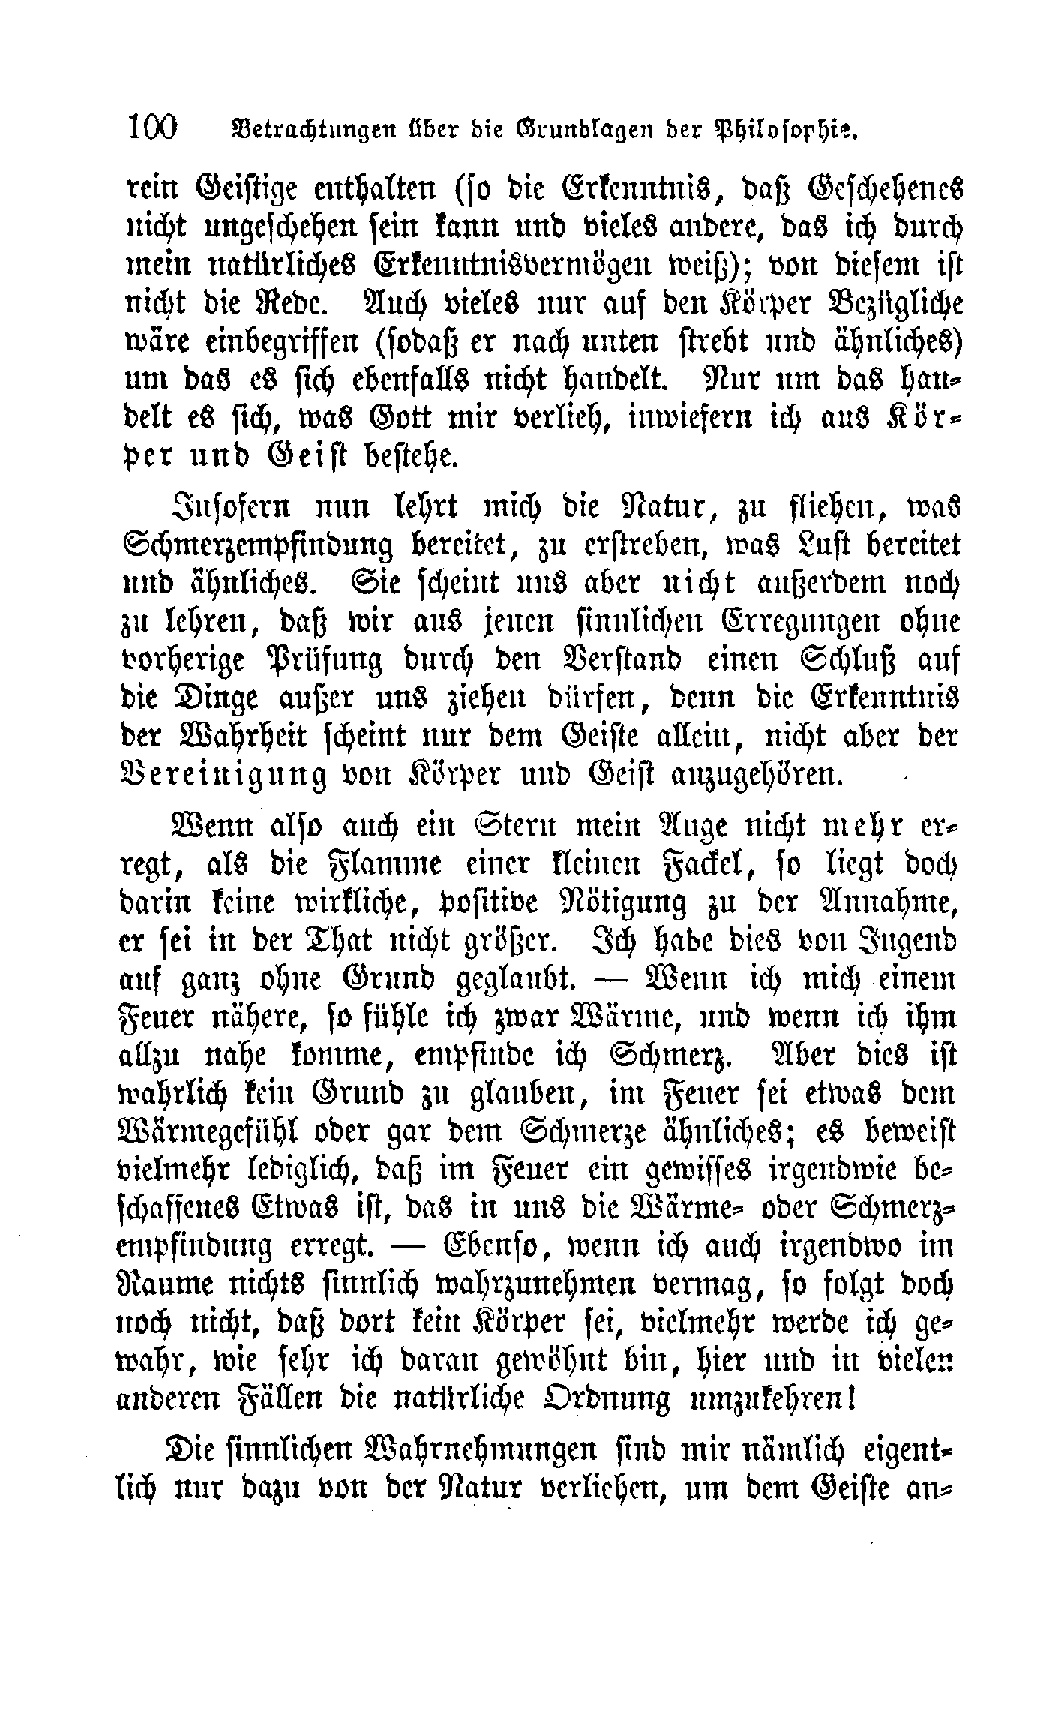 100 Betrachtungen über die Grundlagen der Philosophie.
rein Geistige enthalten (so die Erkenntnis, daß Geschehenes
nicht ungeschehen sein kann und vieles andere, das ich durch
mein natürliches Erkenntnisvermögen weiß); von diesem ist
nicht die Rede. Auch vieles nur auf den Körper Bezügliche
wäre einbegriffen (sodaß er nach unten strebt und ähnliches)
um das es sich ebenfalls nicht handelt. Nur um das han-
delt es sich, was Gott mir verlieh, inwiefern ich aus Kör-
per und Geist bestehe.
Insofern nun lehrt mich die Natur, zu fliehen, was
Schmerzempfindung bereitet, zu erstreben, was Lust bereitet
und ähnliches. Sie scheint uns aber nicht außerdem noch
zu lehren, daß wir aus jenen sinnlichen Erregungen ohne
vorherige Prüfung durch den Verstand einen Schluß auf
die Dinge außer uns ziehen dürfen, denn die Erkenntnis
der Wahrheit scheint nur dem Geiste allein, nicht aber der
Vereinigung von Körper und Geist anzugehören.
Wenn also auch ein Stern mein Auge nicht mehr er-
regt, als die Flamme einer kleinen Fackel, so liegt doch
darin keine wirkliche, positive Nötigung zu der Annahme,
er sei in der That nicht größer. Ich habe dies von Jugend
auf ganz ohne Grund geglaubt. — Wenn ich mich einem
Feuer nähere, so fühle ich zwar Wärme, und wenn ich ihm
allzu nahe komme, empfinde ich Schmerz. Aber dies ist
wahrlich kein Grund zu glauben, im Feuer sei etwas dem
Wärmegefühl oder gar dem Schmerze ähnliches; es beweist
vielmehr lediglich, daß im Feuer ein gewisses irgendwie be-
schaffenes Etwas ist, das in uns die Wärme- oder Schmerz-
empfindung erregt. — Ebenso, wenn ich auch irgendwo im
Raume nichts sinnlich wahrzunehmen vermag, so folgt doch
noch nicht, daß dort kein Körper sei, vielmehr werde ich ge-
wahr, wie sehr ich daran gewöhnt bin, hier und in vielen
anderen Fällen die natürliche Ordnung umzukehren!
Die sinnlichen Wahrnehmungen sind mir nämlich eigent-
lich nur dazu von der Natur verliehen, um dem Geiste an-